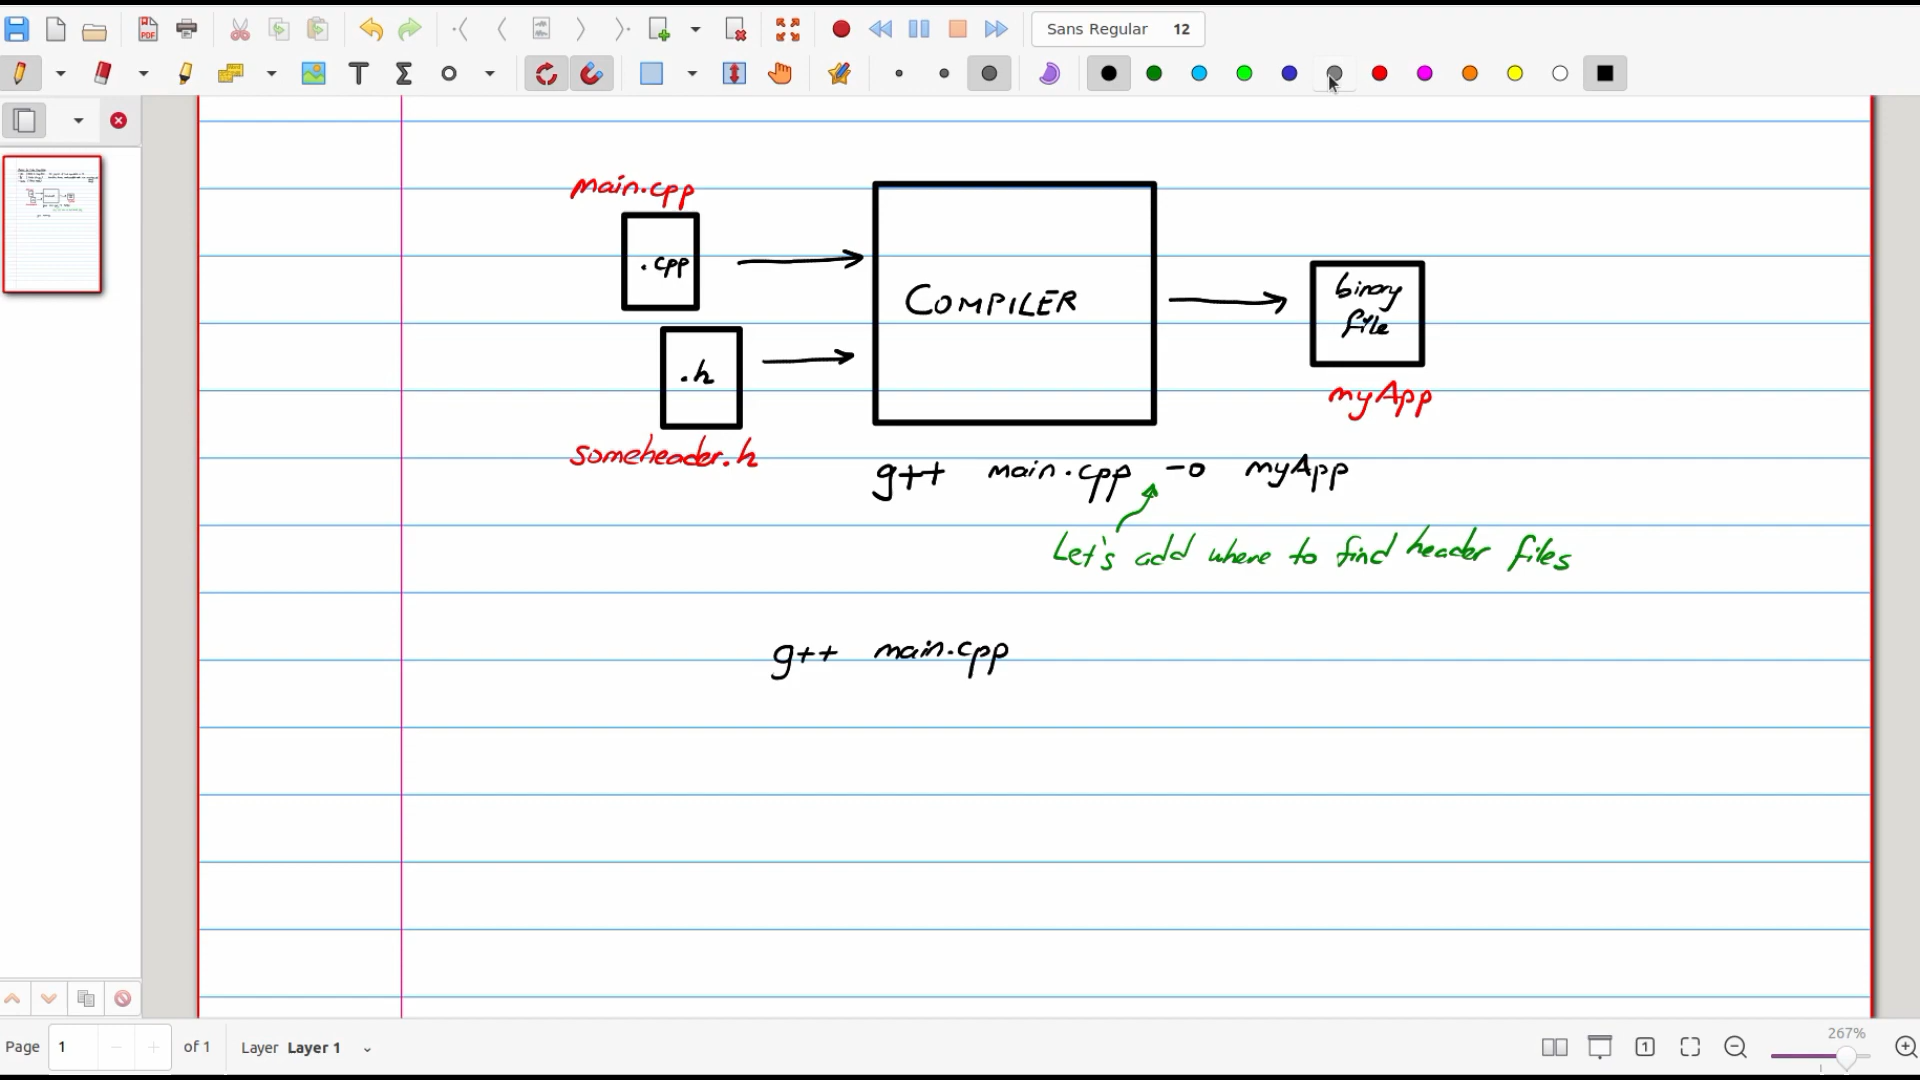 Sans Regular 12
main.cpp
.cpp
COMPILER
binary
file
.h
myApp
someheader.h
g++ main.cpp -o myApp
Let's add where to find header files
g++ main.cpp
Page 1 of 1 Layer Layer 1
267%